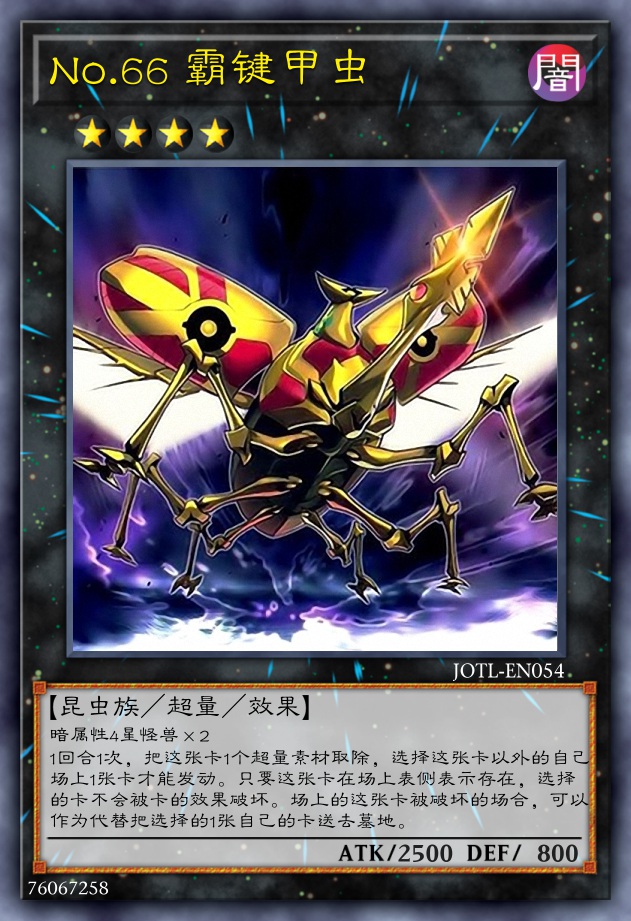 No.66 霸键甲虫
闇
JOTL-EN054
【昆虫族／超量／效果】
暗属性4星怪兽×2
1回合1次，把这张卡1个超量素材取除，选择这张卡以外的自己
场上1张卡才能发动。只要这张卡在场上表侧表示存在，选择
的卡不会被卡的效果破坏。场上的这张卡被破坏的场合，可以
作为代替把选择的1张自己的卡送去墓地。
ATK/2500 DEF/ 800
76067258